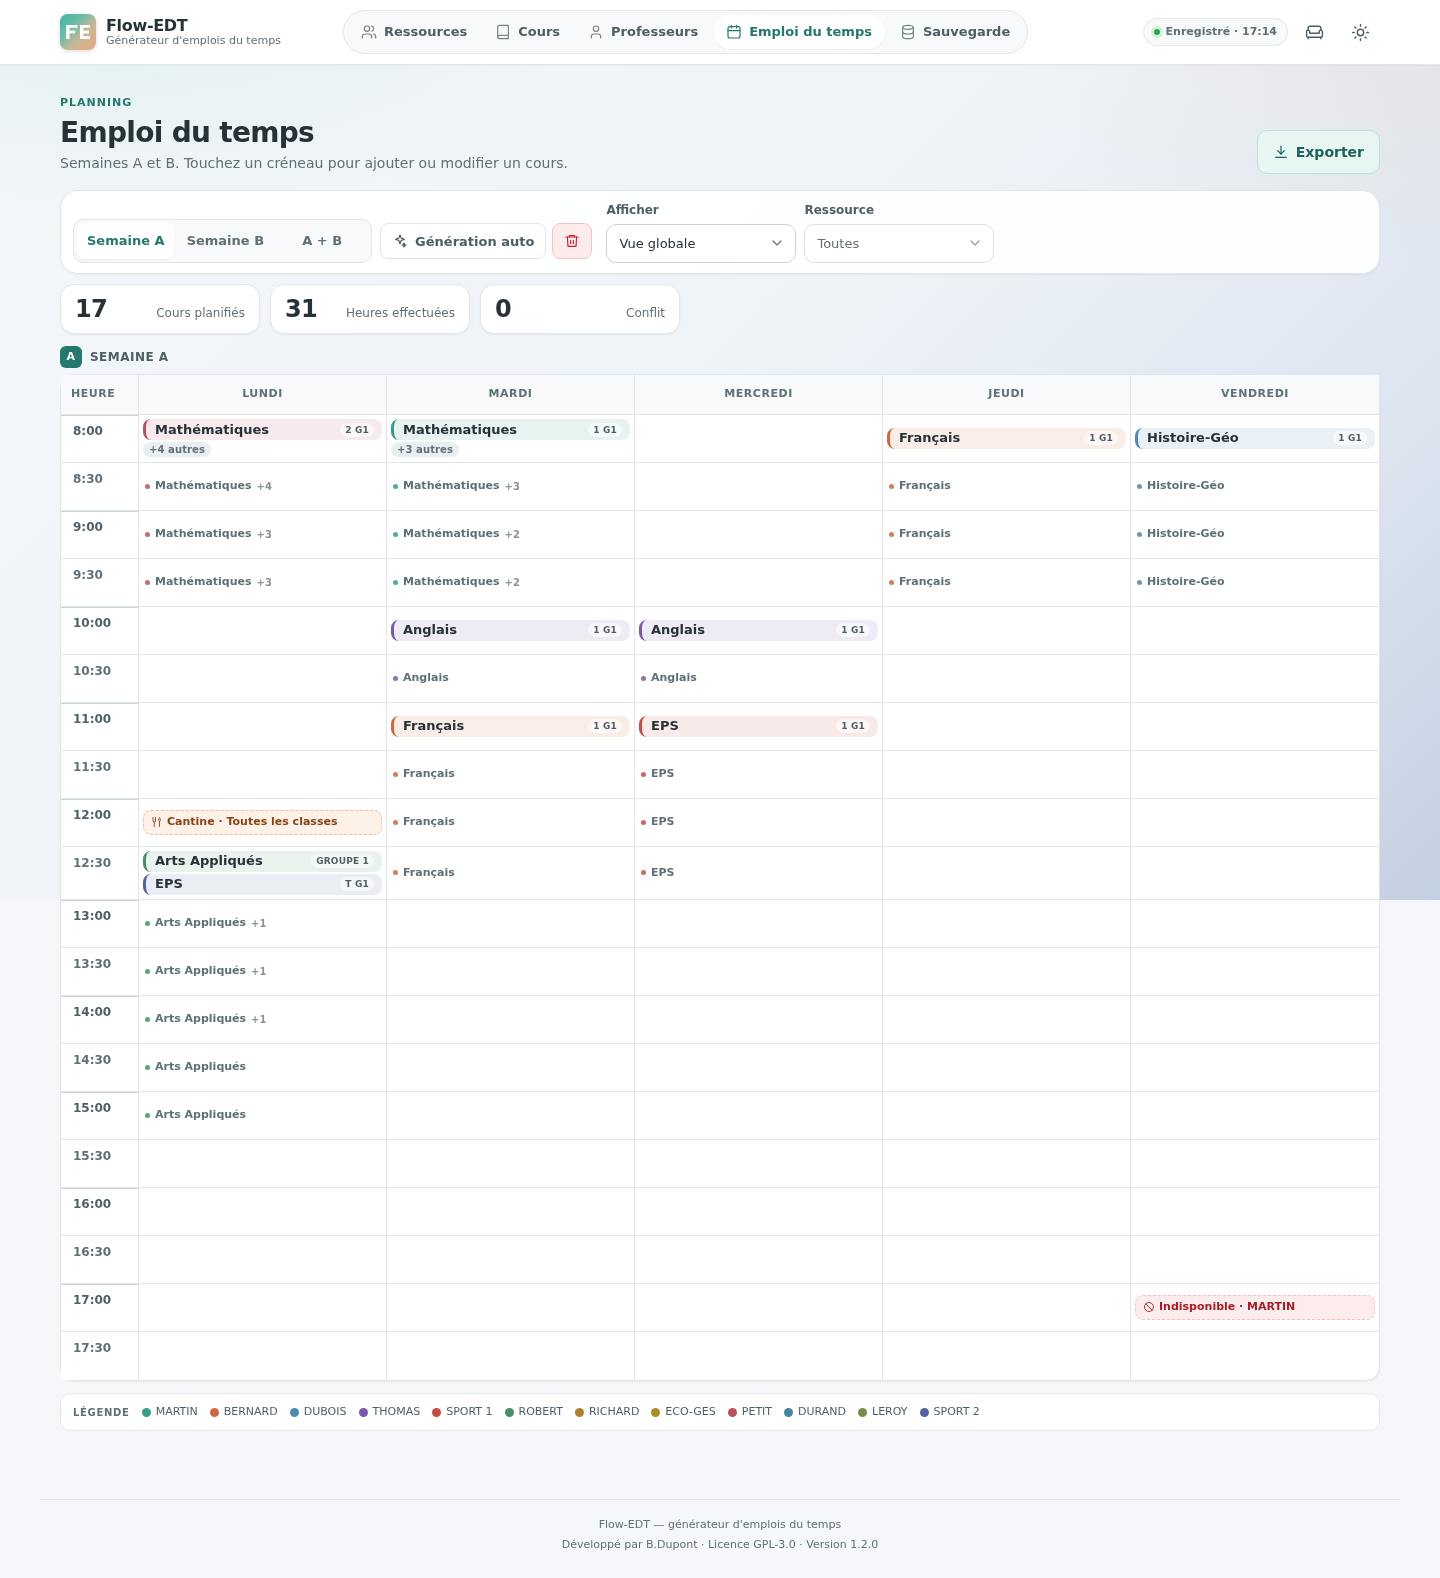 FE
Flow-EDT
Générateur d'emplois du temps
Ressources
Cours
Professeurs
Emploi du temps
Sauvegarde
Enregistré · 17:14
PLANNING
Emploi du temps
Semaines A et B. Touchez un créneau pour ajouter ou modifier un cours.
Exporter
Semaine A
Semaine B
A + B
Génération auto
Afficher
Vue globale
Ressource
Toutes
17 Cours planifiés
31 Heures effectuées
0 Conflit
A SEMAINE A
HEURE LUNDI MARDI MERCREDI JEUDI VENDREDI
8:00
Mathématiques 2 G1
+4 autres
Mathématiques 1 G1
+3 autres
Français 1 G1
Histoire-Géo 1 G1
8:30 Mathématiques +4 Mathématiques +3 Français Histoire-Géo
9:00 Mathématiques +3 Mathématiques +2 Français Histoire-Géo
9:30 Mathématiques +3 Mathématiques +2 Français Histoire-Géo
10:00 Anglais 1 G1 Anglais 1 G1
10:30 Anglais Anglais
11:00 Français 1 G1 EPS 1 G1
11:30 Français EPS
12:00 Cantine · Toutes les classes Français EPS
12:30
Arts Appliqués GROUPE 1
EPS T G1
Français EPS
13:00 Arts Appliqués +1
13:30 Arts Appliqués +1
14:00 Arts Appliqués +1
14:30 Arts Appliqués
15:00 Arts Appliqués
15:30
16:00
16:30
17:00 Indisponible · MARTIN
17:30
LÉGENDE MARTIN BERNARD DUBOIS THOMAS SPORT 1 ROBERT RICHARD ECO-GES PETIT DURAND LEROY SPORT 2
Flow-EDT — générateur d'emplois du temps
Développé par B.Dupont · Licence GPL-3.0 · Version 1.2.0